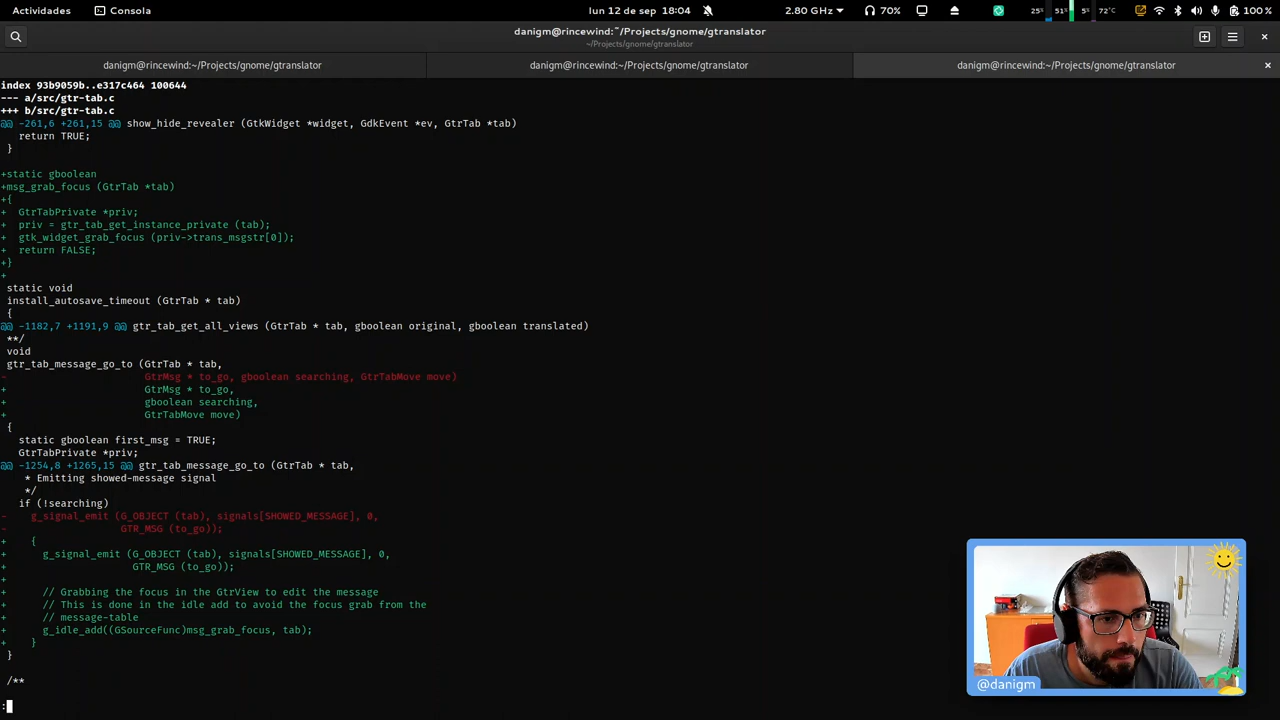 Actividades Consola lun 12 de sep 18:04 2.80 GHz 70% 25% 51% 5% 72°C 100 %
danigm@rincewind:~/Projects/gnome/gtranslator
~/Projects/gnome/gtranslator
danigm@rincewind:~/Projects/gnome/gtranslator danigm@rincewind:~/Projects/gnome/gtranslator danigm@rincewind:~/Projects/gnome/gtranslator
index 93b9059b..e317c464 100644
--- a/src/gtr-tab.c
+++ b/src/gtr-tab.c
@@ -261,6 +261,15 @@ show_hide_revealer (GtkWidget *widget, GdkEvent *ev, GtrTab *tab)
return TRUE;
}
+static gboolean
+msg_grab_focus (GtrTab *tab)
+{
+  GtrTabPrivate *priv;
+  priv = gtr_tab_get_instance_private (tab);
+  gtk_widget_grab_focus (priv->trans_msgstr[0]);
+  return FALSE;
+}
+
static void
install_autosave_timeout (GtrTab * tab)
{
@@ -1182,7 +1191,9 @@ gtr_tab_get_all_views (GtrTab * tab, gboolean original, gboolean translated)
**/
void
gtr_tab_message_go_to (GtrTab * tab,
-                       GtrMsg * to_go, gboolean searching, GtrTabMove move)
+                       GtrMsg * to_go,
+                       gboolean searching,
+                       GtrTabMove move)
{
static gboolean first_msg = TRUE;
GtrTabPrivate *priv;
@@ -1254,8 +1265,15 @@ gtr_tab_message_go_to (GtrTab * tab,
* Emitting showed-message signal
*/
if (!searching)
-    g_signal_emit (G_OBJECT (tab), signals[SHOWED_MESSAGE], 0,
-                   GTR_MSG (to_go));
+    {
+      g_signal_emit (G_OBJECT (tab), signals[SHOWED_MESSAGE], 0,
+                     GTR_MSG (to_go));
+
+      // Grabbing the focus in the GtrView to edit the message
+      // This is done in the idle add to avoid the focus grab from the
+      // message-table
+      g_idle_add((GSourceFunc)msg_grab_focus, tab);
+    }
}
/**
:
@danigm